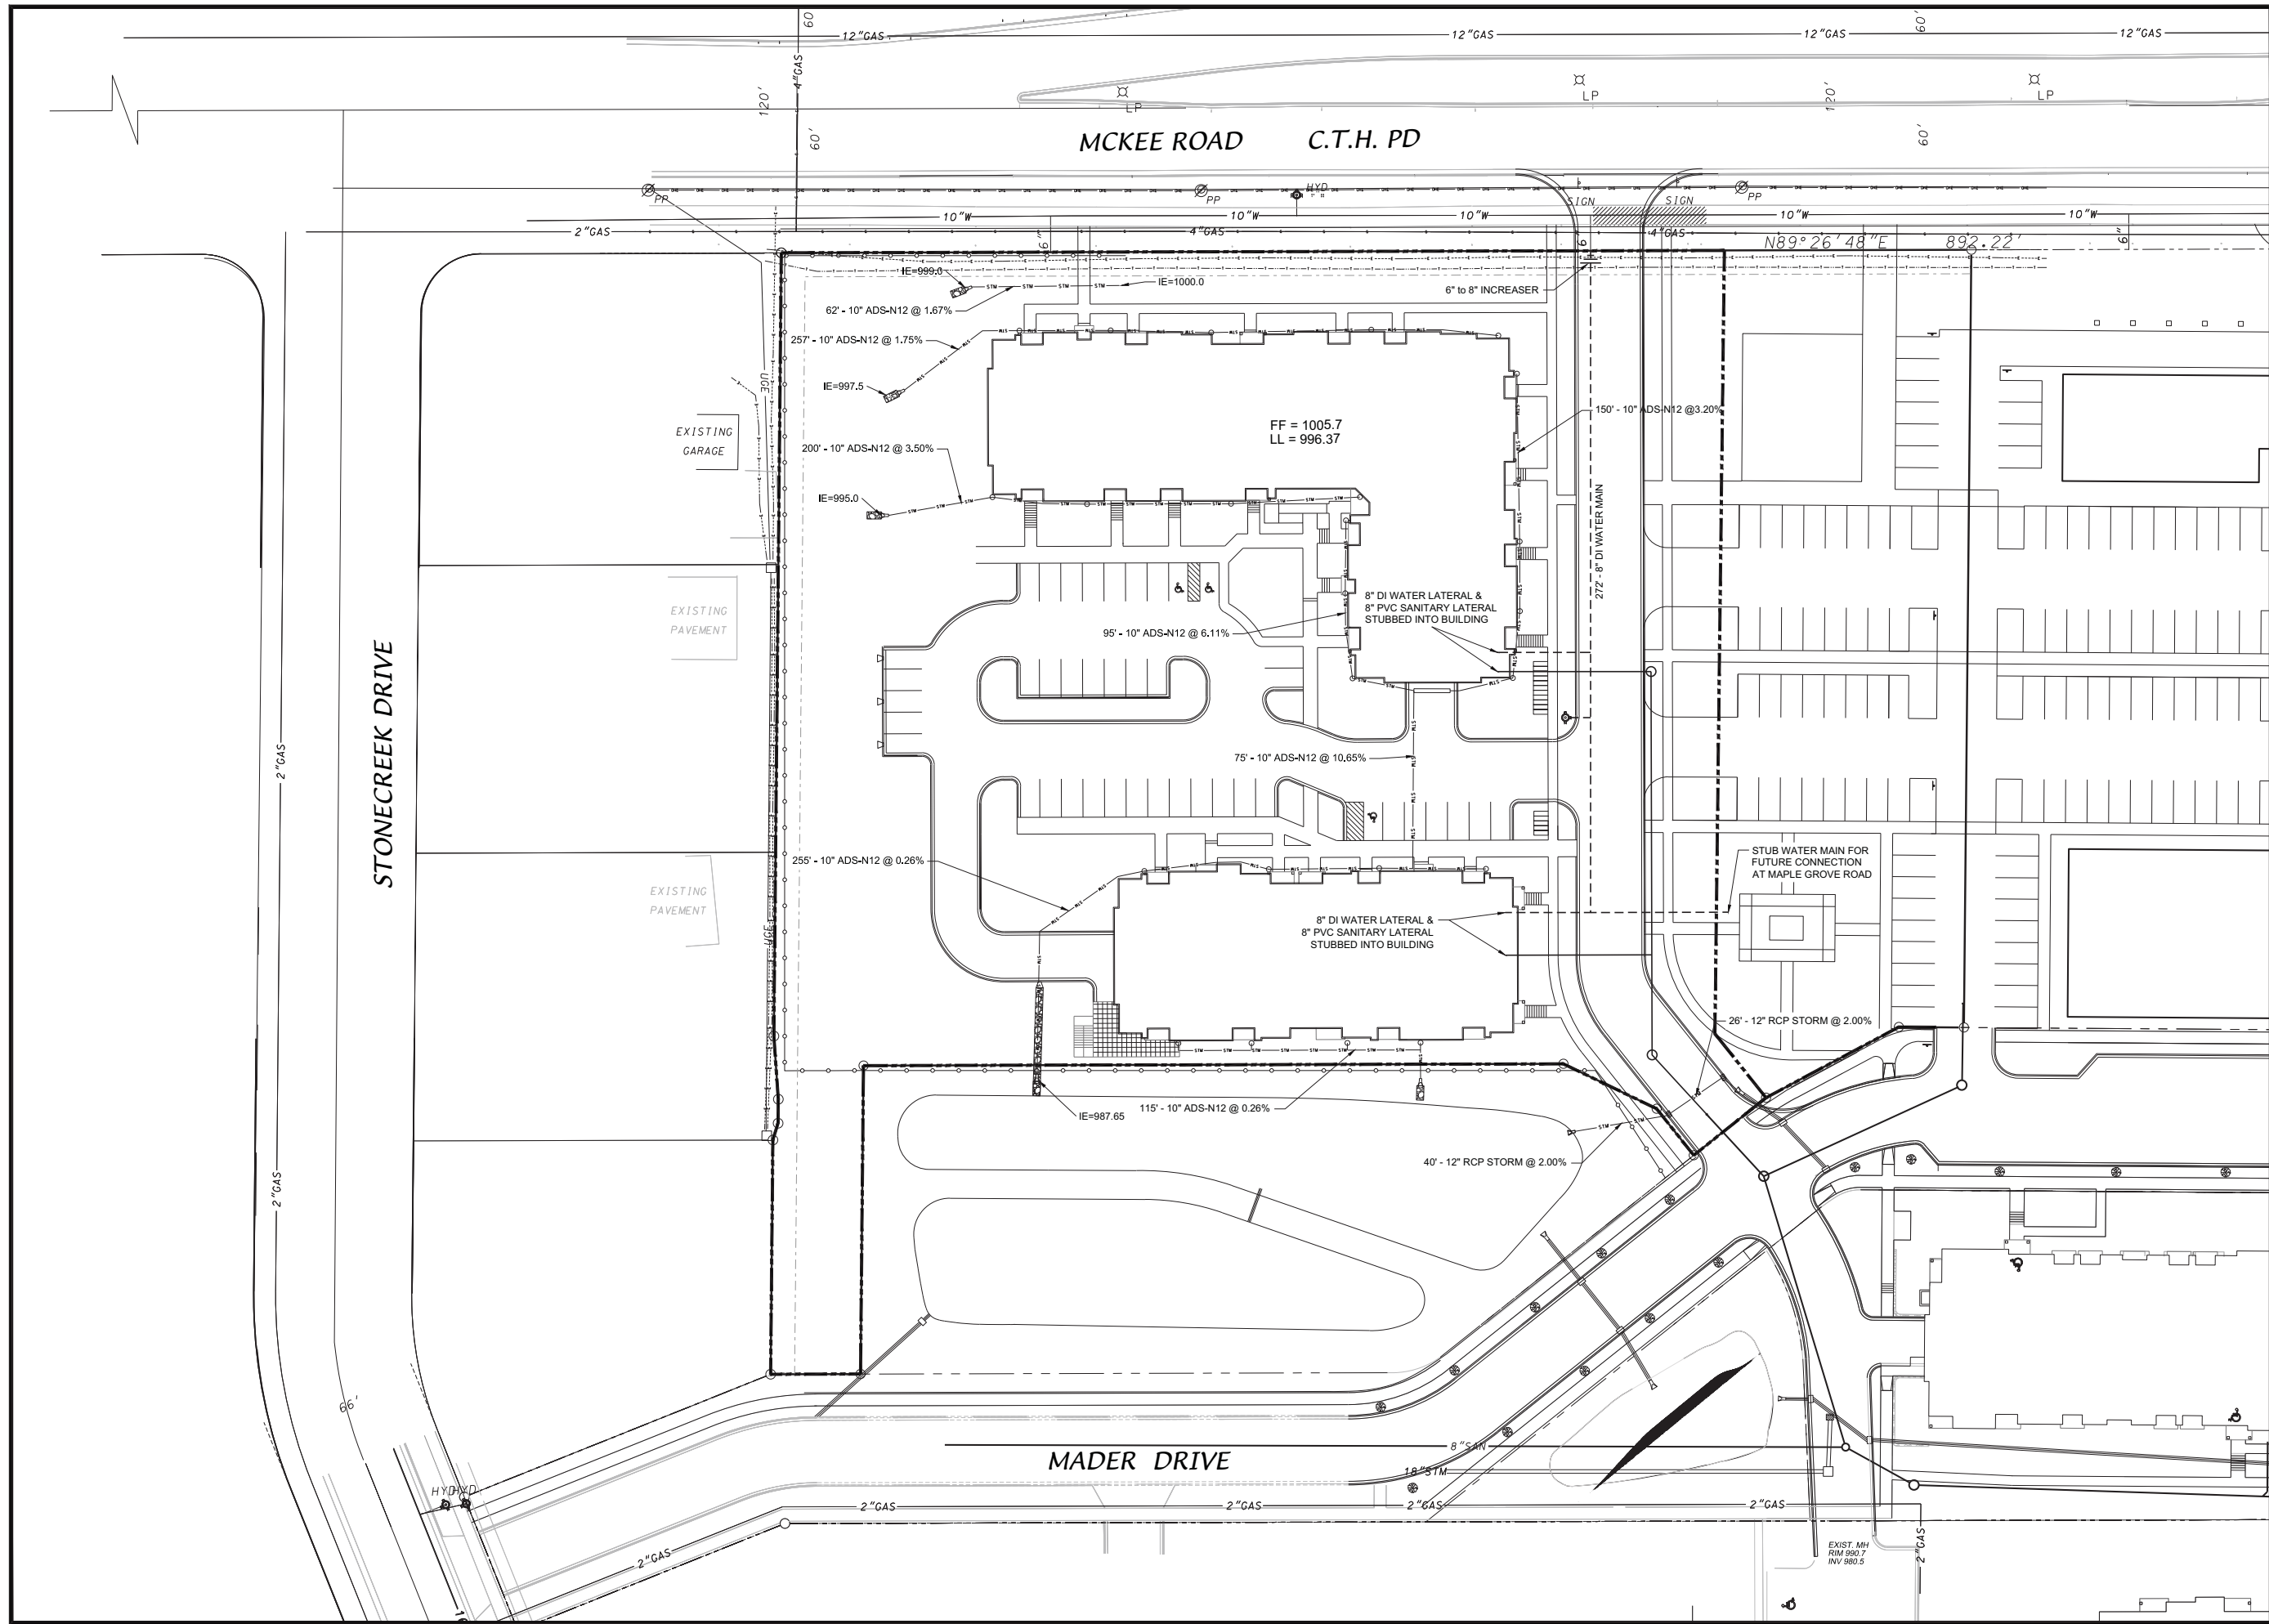 60
60'
12"GAS
12"GAS
12"GAS
12"GAS
4"GAS
120'
60'
LP
LP
120'
LP
60'
MCKEE ROAD C.T.H. PD
PP
PP
HYD
SIGN
SIGN
PP
10"W
10"W
10"W
10"W
10"W
2"GAS
4"GAS
4"GAS
6"
6"
6"
N89°26'48"E 892.22'
IE=999.0
IE=1000.0
6" to 8" INCREASER
62' - 10" ADS-N12 @ 1.67%
257' - 10" ADS-N12 @ 1.75%
IE=997.5
UGE
150' - 10" ADS-N12 @3.20%
FF = 1005.7
LL = 996.37
EXISTING
GARAGE
200' - 10" ADS-N12 @ 3.50%
IE=995.0
272' - 8" DI WATER MAIN
EXISTING
PAVEMENT
8" DI WATER LATERAL &
8" PVC SANITARY LATERAL
STUBBED INTO BUILDING
95' - 10" ADS-N12 @ 6.11%
STONECREEK DRIVE
2"GAS
75' - 10" ADS-N12 @ 10.65%
255' - 10" ADS-N12 @ 0.26%
STUB WATER MAIN FOR
FUTURE CONNECTION
AT MAPLE GROVE ROAD
EXISTING
PAVEMENT
UGE
8" DI WATER LATERAL &
8" PVC SANITARY LATERAL
STUBBED INTO BUILDING
26' - 12" RCP STORM @ 2.00%
IE=987.65
115' - 10" ADS-N12 @ 0.26%
40' - 12" RCP STORM @ 2.00%
2"GAS
66'
8"SAN
MADER DRIVE
18"STM
HYD
HYD
2"GAS
2"GAS
2"GAS
2"GAS
2"GAS
2"GAS
EXIST. MH
RIM 990.7
INV 980.5